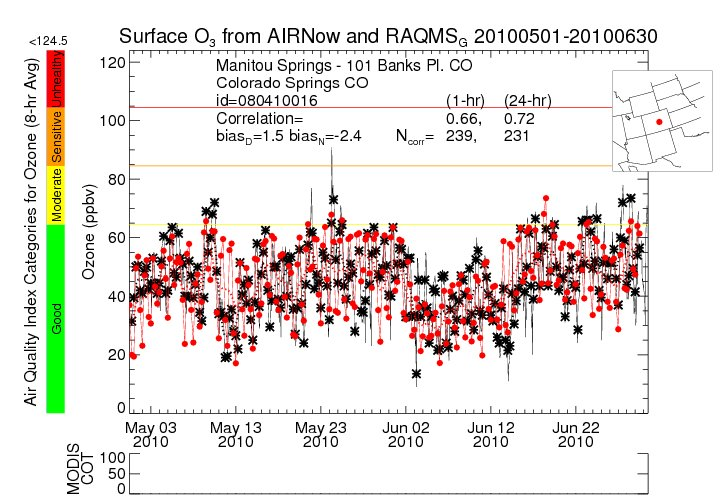 Surface O3 from AIRNow and RAQMSG 20100501-20100630
<124.5
Manitou Springs - 101 Banks Pl. CO
Colorado Springs CO
id=080410016 (1-hr) (24-hr)
Correlation= 0.66, 0.72
biasD=1.5 biasN=-2.4 Ncorr= 239, 231
Air Quality Index Categories for Ozone (8-hr Avg)
Unhealthy
Sensitive
Moderate
Good
Ozone (ppbv)
120
100
80
60
40
20
0
May 03 May 13 May 23 Jun 02 Jun 12 Jun 22
2010 2010 2010 2010 2010 2010
MODIS
COT
100
50
0